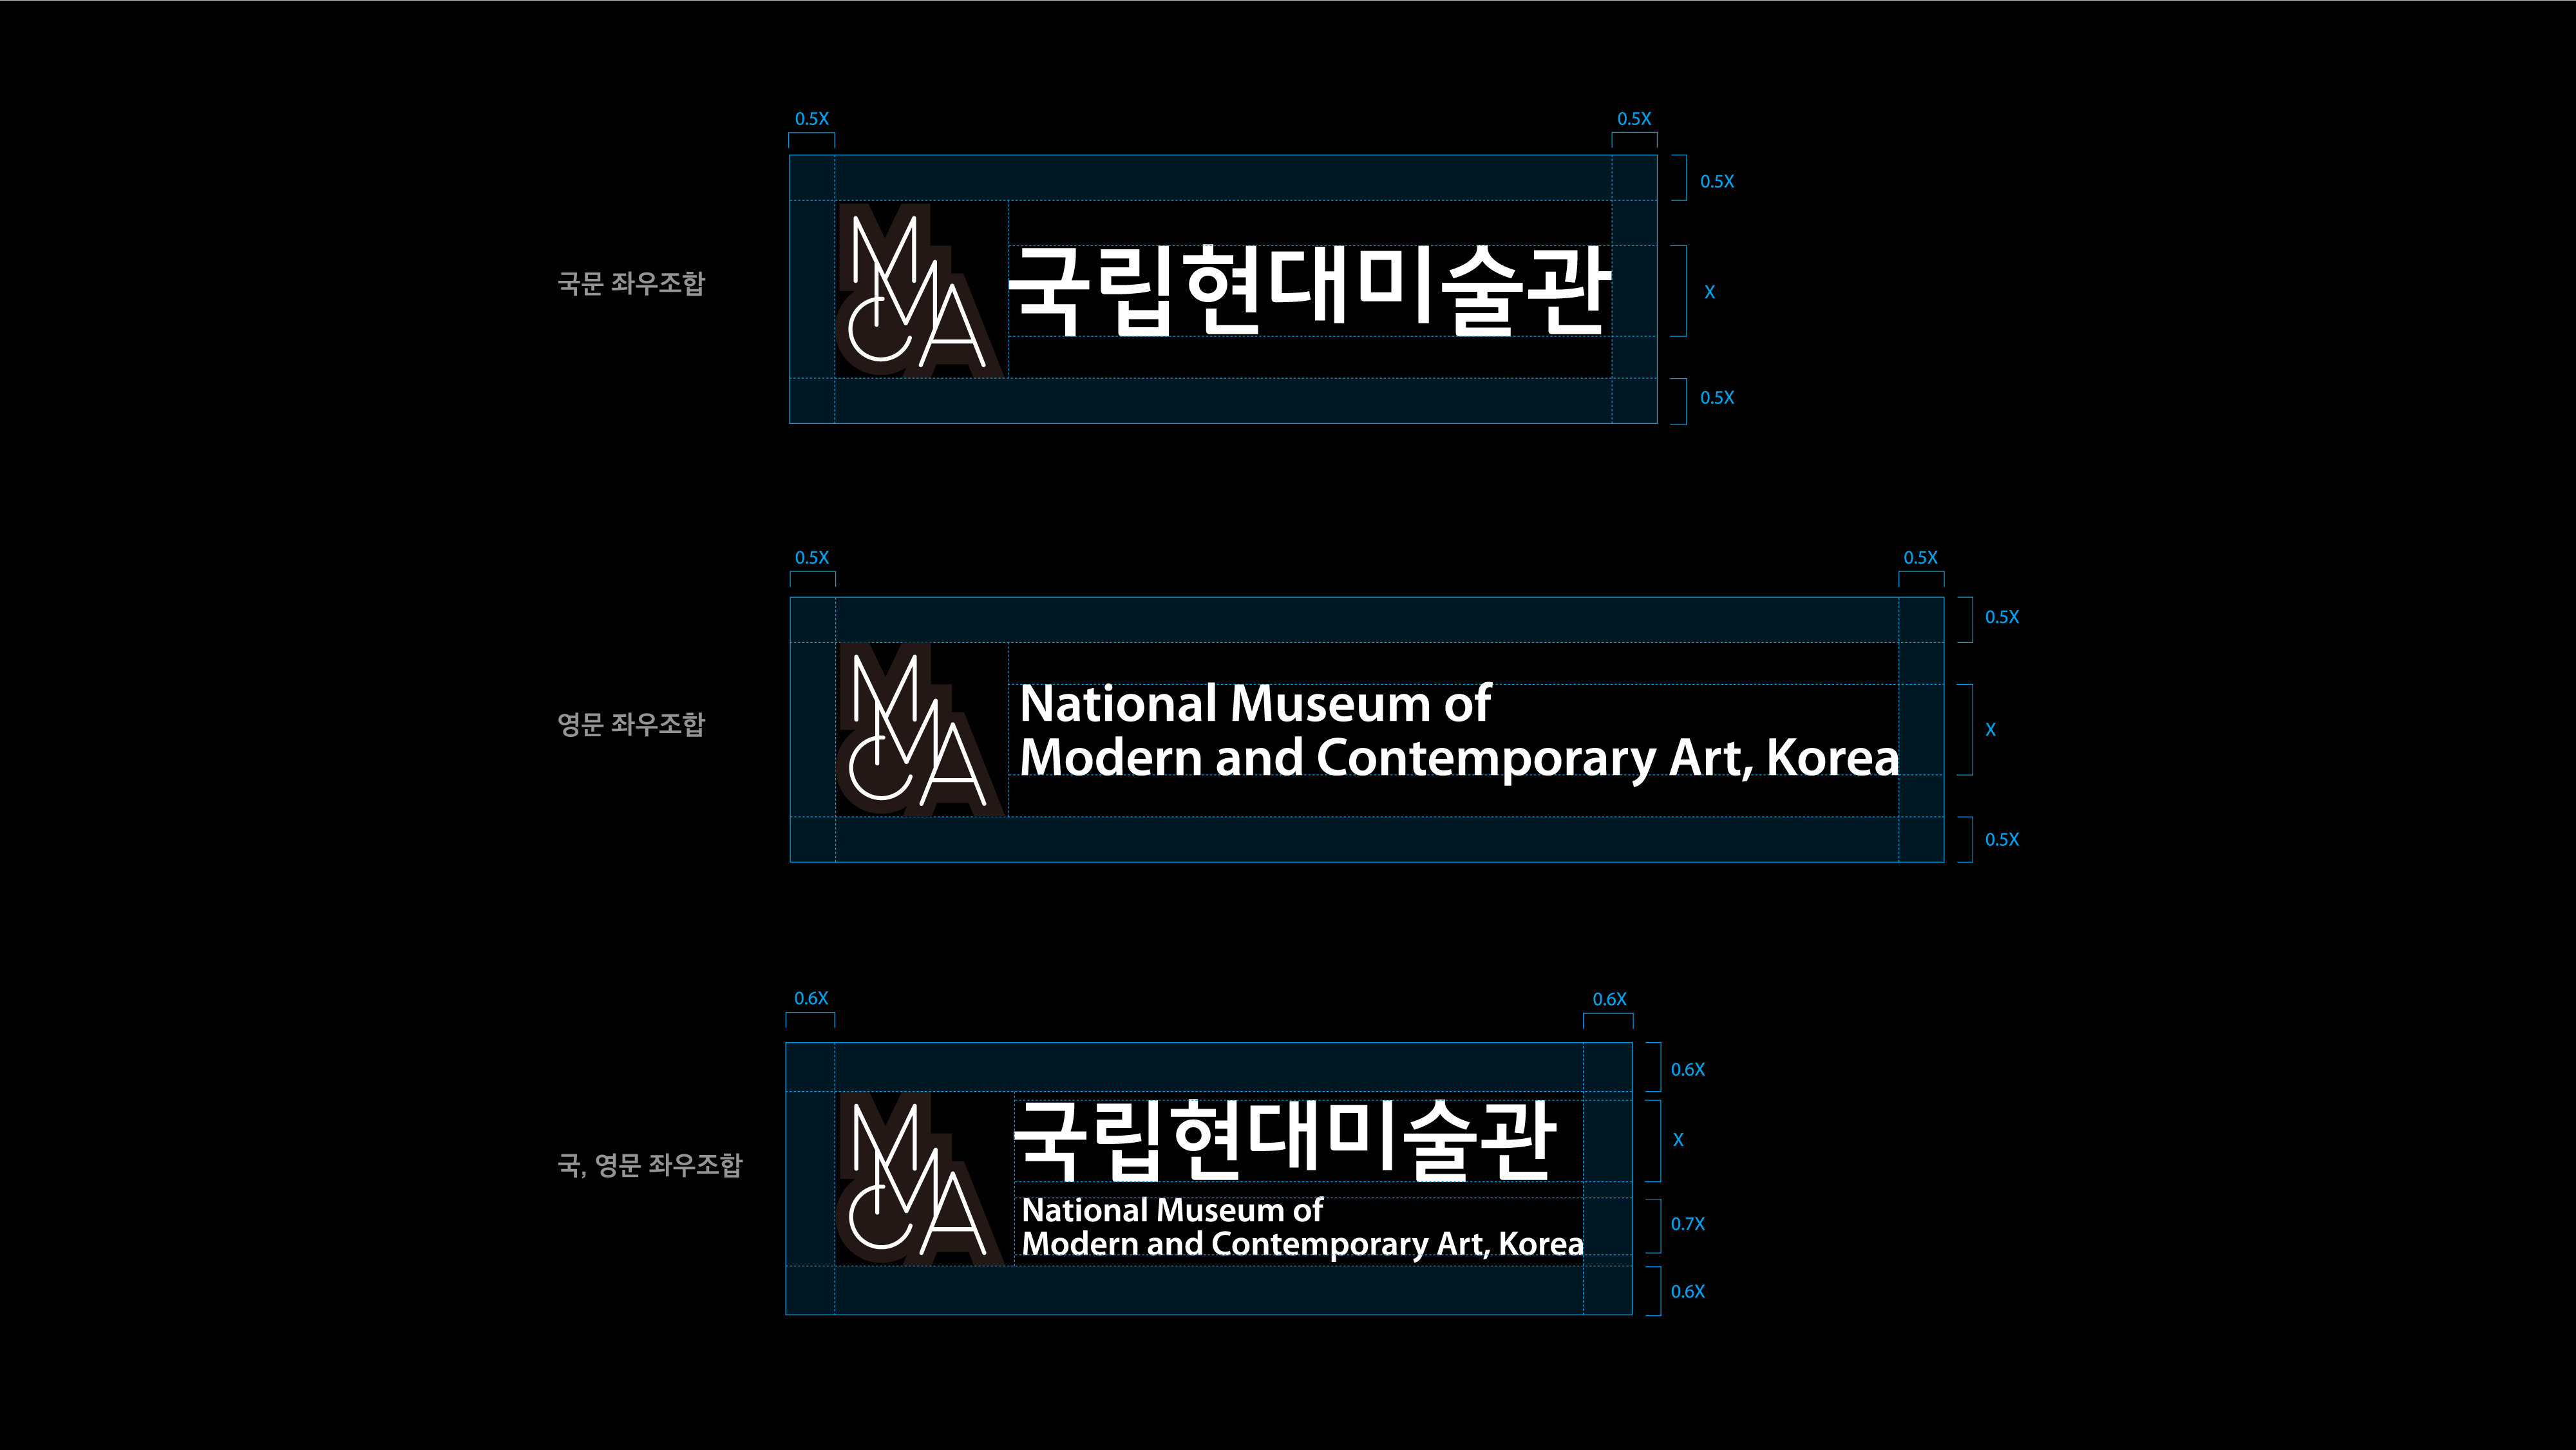 0.5X 0.5X
0.5X
국문 좌우조합
MMCA
국립현대미술관
X
0.5X
0.5X 0.5X
0.5X
영문 좌우조합
MMCA
National Museum of
Modern and Contemporary Art, Korea
X
0.5X
0.6X 0.6X
0.6X
국, 영문 좌우조합
MMCA
국립현대미술관
X
National Museum of
Modern and Contemporary Art, Korea
0.7X
0.6X